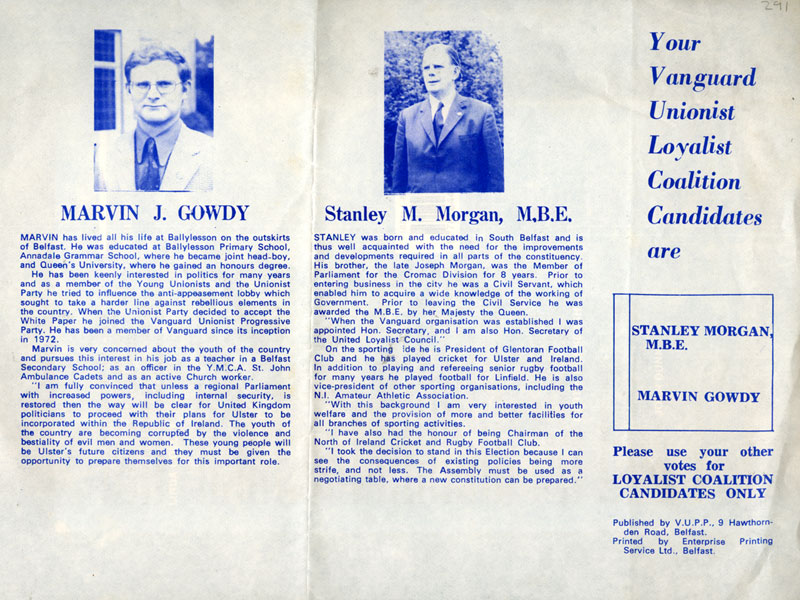 291
MARVIN J. GOWDY
MARVIN has lived all his life at Ballylesson on the outskirts
of Belfast. He was educated at Ballylesson Primary School,
Annadale Grammar School, where he became joint head-boy,
and Queen's University, where he gained an honours degree.
He has been keenly interested in politics for many years
and as a member of the Young Unionists and the Unionist
Party he tried to influence the anti-appeasement lobby which
sought to take a harder line against rebellious elements in
the country. When the Unionist Party decided to accept the
White Paper he joined the Vanguard Unionist Progressive
Party. He has been a member of Vanguard since its inception
in 1972.
Marvin is very concerned about the youth of the country
and pursues this interest in his job as a teacher in a Belfast
Secondary School; as an officer in the Y.M.C.A. St. John
Ambulance Cadets and as an active Church worker.
"I am fully convinced that unless a regional Parliament
with increased powers, including internal security, is
restored then the way will be clear for United Kingdom
politicians to proceed with their plans for Ulster to be
incorporated within the Republic of Ireland. The youth of
the country are becoming corrupted by the violence and
bestiality of evil men and women. These young people will
be Ulster's future citizens and they must be given the
opportunity to prepare themselves for this important role.
Stanley M. Morgan, M.B.E.
STANLEY was born and educated in South Belfast and is
thus well acquainted with the need for the improvements
and developments required in all parts of the constituency.
His brother, the late Joseph Morgan, was the Member of
Parliament for the Cromac Division for 8 years. Prior to
entering business in the city he was a Civil Servant, which
enabled him to acquire a wide knowledge of the working of
Government. Prior to leaving the Civil Service he was
awarded the M.B.E. by her Majesty the Queen.
"When the Vanguard organisation was established I was
appointed Hon. Secretary, and I am also Hon. Secretary of
the United Loyalist Council."
On the sporting ide he is President of Glentoran Football
Club and he has played cricket for Ulster and Ireland.
In addition to playing and refereeing senior rugby football
for many years he played football for Linfield. He is also
vice-president of other sporting organisations, including the
N.I. Amateur Athletic Association.
"With this background I am very interested in youth
welfare and the provision of more and better facilities for
all branches of sporting activities.
"I have also had the honour of being Chairman of the
North of Ireland Cricket and Rugby Football Club.
"I took the decision to stand in this Election because I can
see the consequences of existing policies being more
strife, and not less. The Assembly must be used as a
negotiating table, where a new constitution can be prepared."
Your
Vanguard
Unionist
Loyalist
Coalition
Candidates
are
STANLEY MORGAN,
M.B.E.
MARVIN GOWDY
Please use your other
votes for
LOYALIST COALITION
CANDIDATES ONLY
Published by V.U.P.P., 9 Hawthorn-
den Road, Belfast.
Printed by Enterprise Printing
Service Ltd., Belfast.